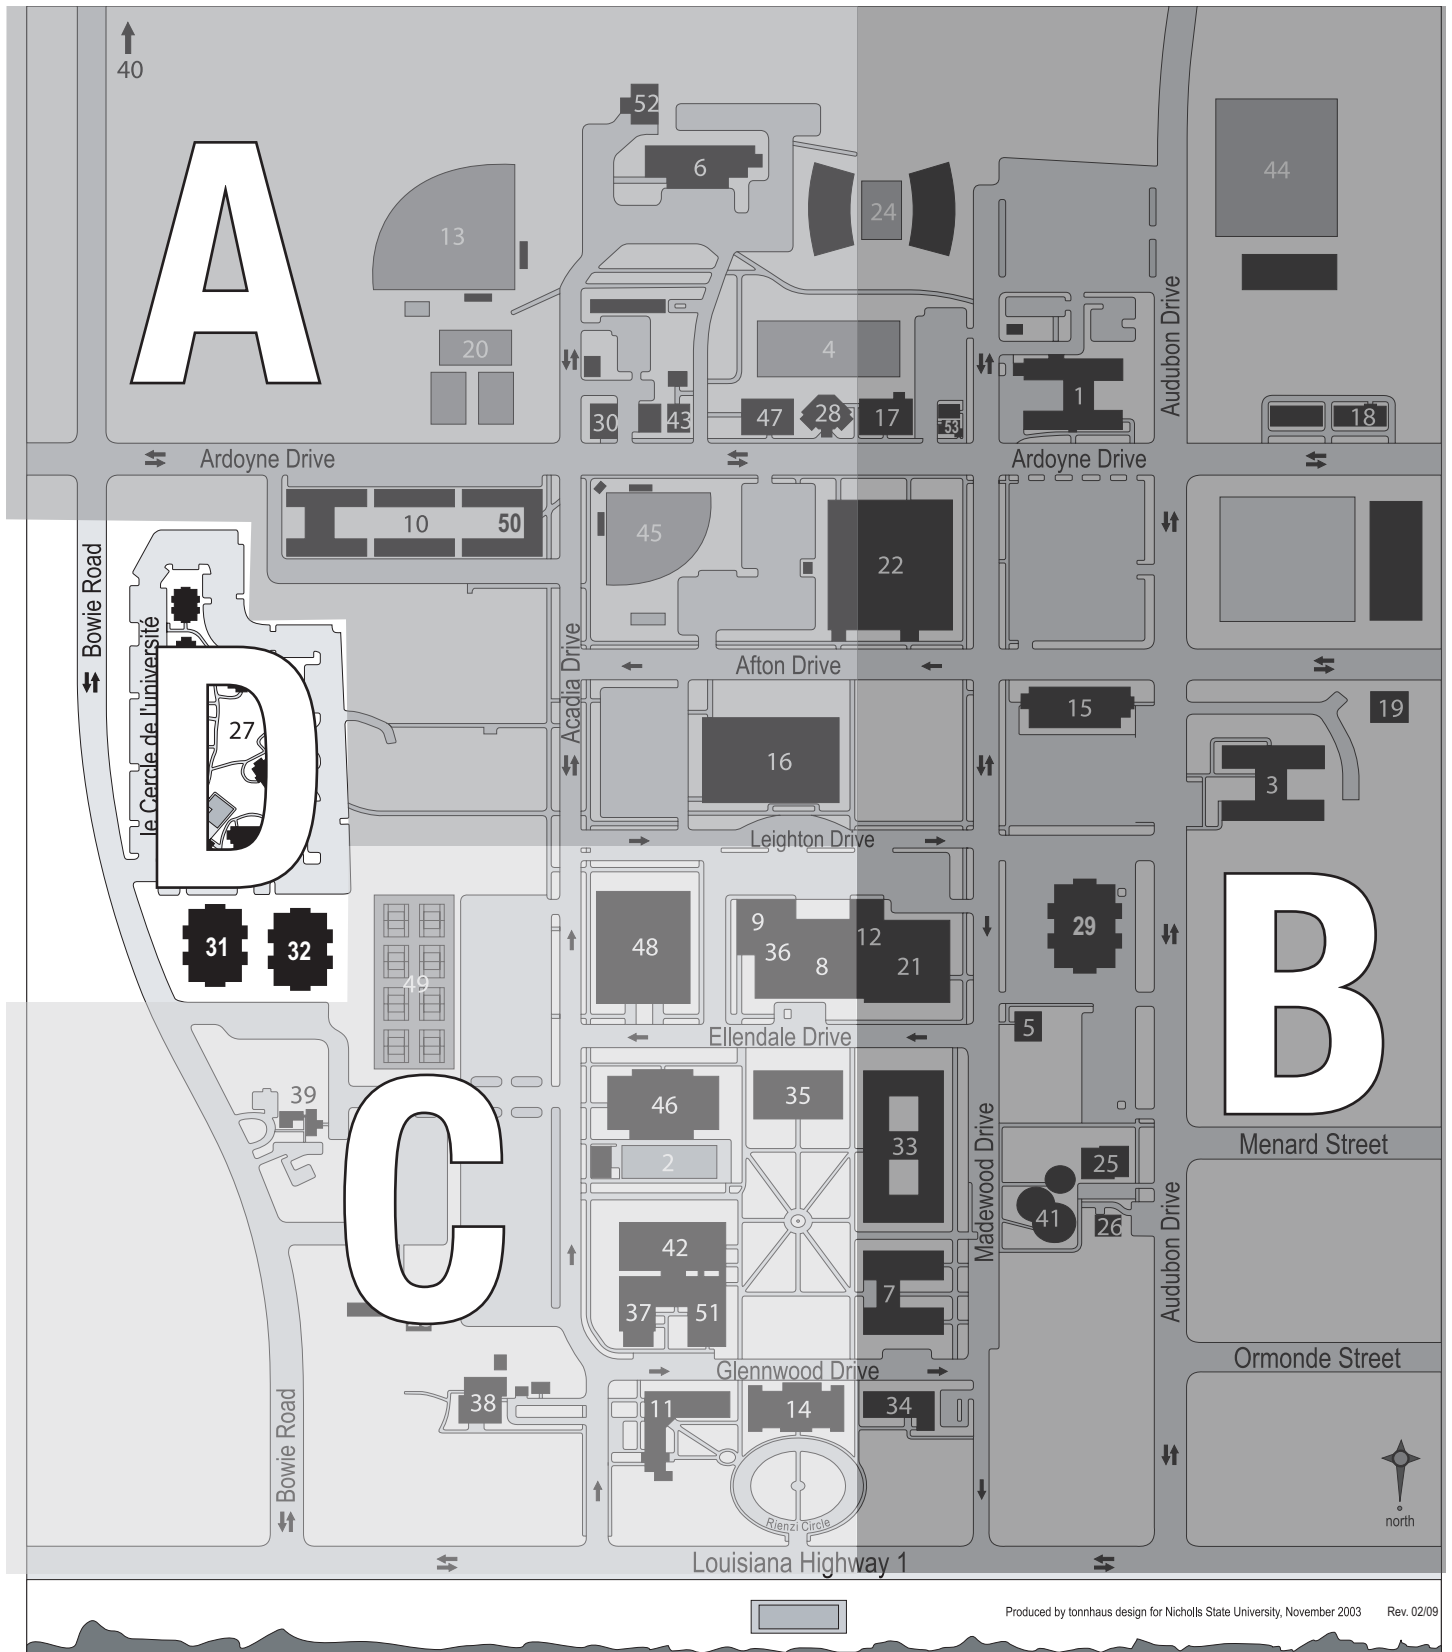 40
52
6
44
A
24
13
Audubon Drive
20
4
1
30
43
47
28
17
53
18
Ardoyne Drive
Ardoyne Drive
10
50
45
22
Bowie Road
le Cercle de l'université
Acadia Drive
Afton Drive
D
27
15
19
16
3
Leighton Drive
9
36
8
12
21
29
B
31
32
48
49
5
Ellendale Drive
39
46
35
33
Madewood Drive
Menard Street
2
25
C
41
26
Audubon Drive
42
7
37
51
Ormonde Street
Glennwood Drive
38
11
14
34
Bowie Road
Rienzi Circle
north
Louisiana Highway 1
Produced by tonnhaus design for Nicholls State University, November 2003 Rev. 02/09